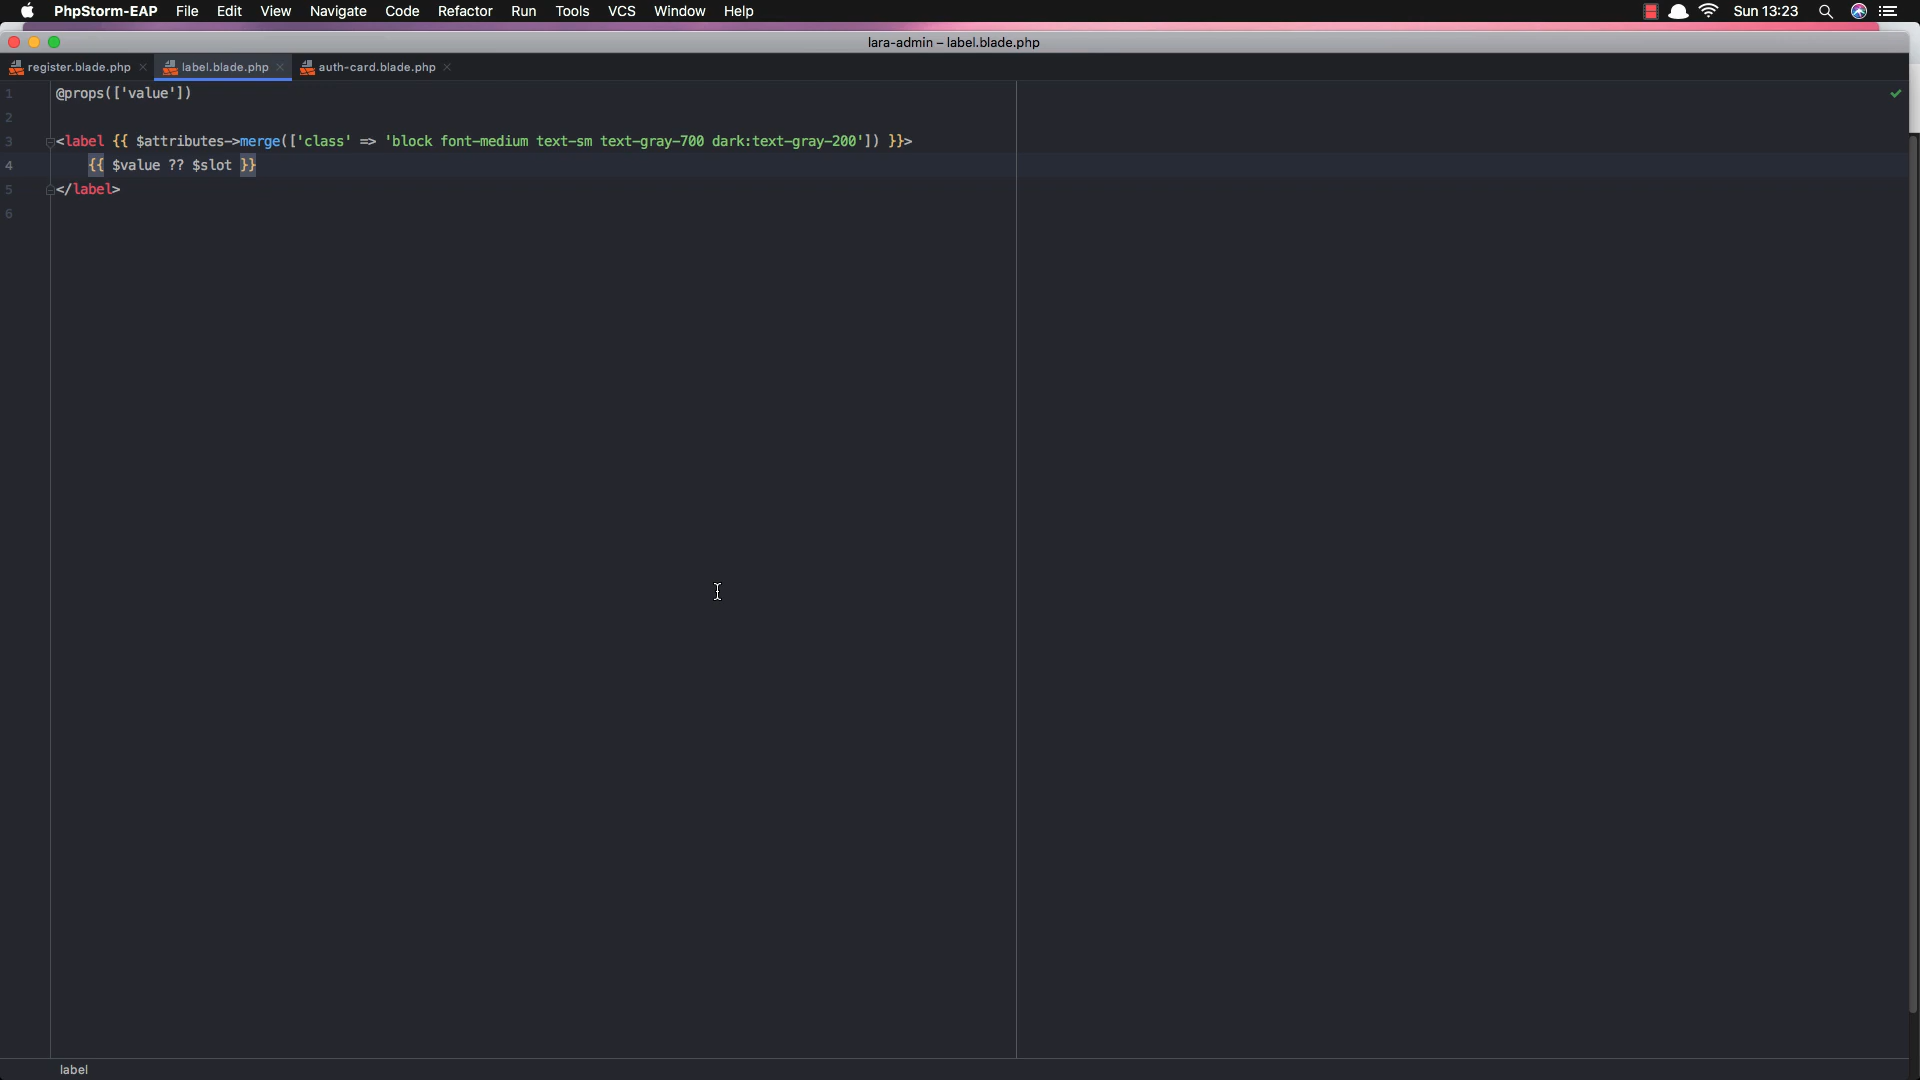 PhpStorm-EAP File Edit View Navigate Code Refactor Run Tools VCS Window Help Sun 13:23
lara-admin – label.blade.php
register.blade.php label.blade.php auth-card.blade.php
1 @props(['value'])
2
3 <label {{ $attributes->merge(['class' => 'block font-medium text-sm text-gray-700 dark:text-gray-200']) }}>
4 {{ $value ?? $slot }}
5 </label>
6
label